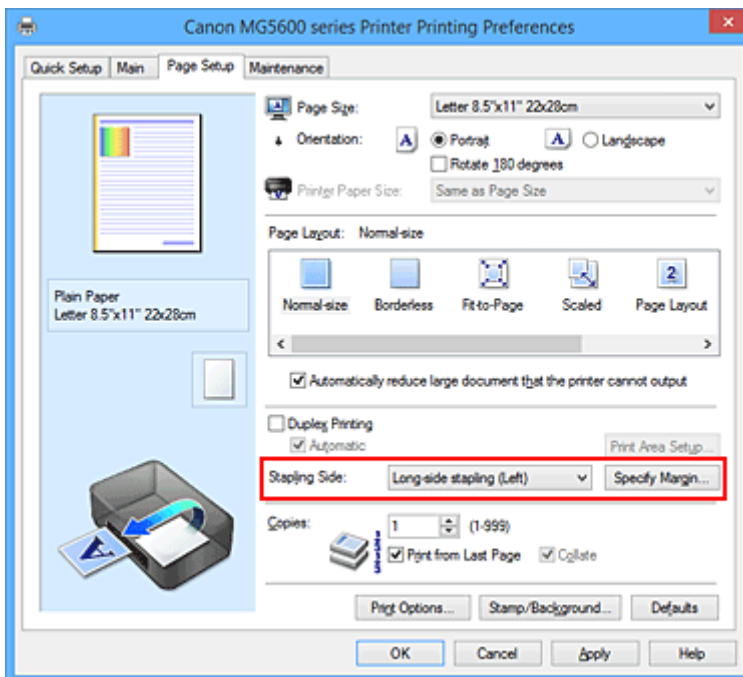 Canon MG5600 series Printer Printing Preferences
Quick Setup Main Page Setup Maintenance
Page Size: Letter 8.5"x11" 22x28cm
Orientation: A Portrait A Landscape
Rotate 180 degrees
Printer Paper Size: Same as Page Size
Page Layout: Normal-size
2
Normal-size Borderless Fit-to-Page Scaled Page Layout
Plain Paper
Letter 8.5"x11" 22x28cm
Automatically reduce large document that the printer cannot output
Duplex Printing
Automatic Print Area Setup...
Stapling Side: Long-side stapling (Left) Specify Margin...
Copies: 1 (1-999)
Print from Last Page Collate
A
Print Options... Stamp/Background... Defaults
OK Cancel Apply Help